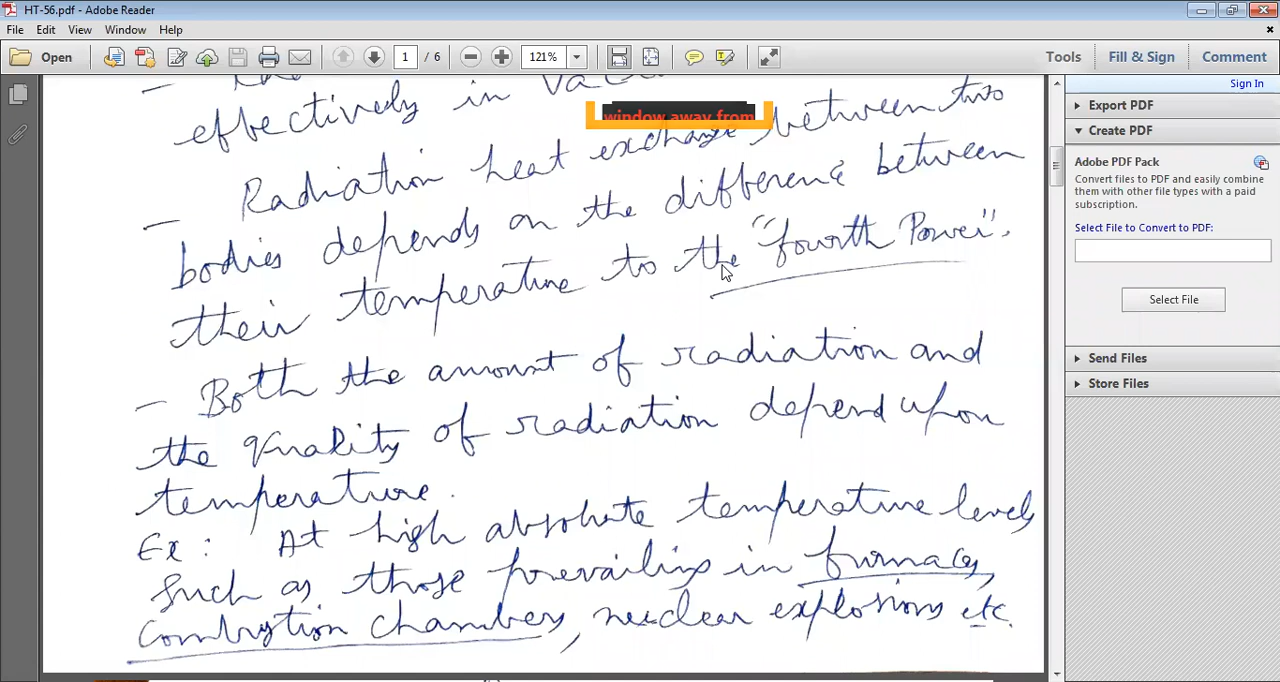 HT-56.pdf - Adobe Reader
File Edit View Window Help
Open 1 / 6 121% Tools Fill & Sign Comment
Sign In
Export PDF
Create PDF
Adobe PDF Pack
Convert files to PDF and easily combine
them with other file types with a paid
subscription.
Select File to Convert to PDF:
Select File
Send Files
Store Files
window away from
effectively in
- Radiation heat exchange between two
bodies depends on the difference between
their temperature to the "fourth Power".
- Both the amount of radiation and
the quality of radiation depend upon
temperature.
Ex: At high absolute temperature levels
such as those prevailing in furnaces,
Combustion chambers, nuclear explosions etc.